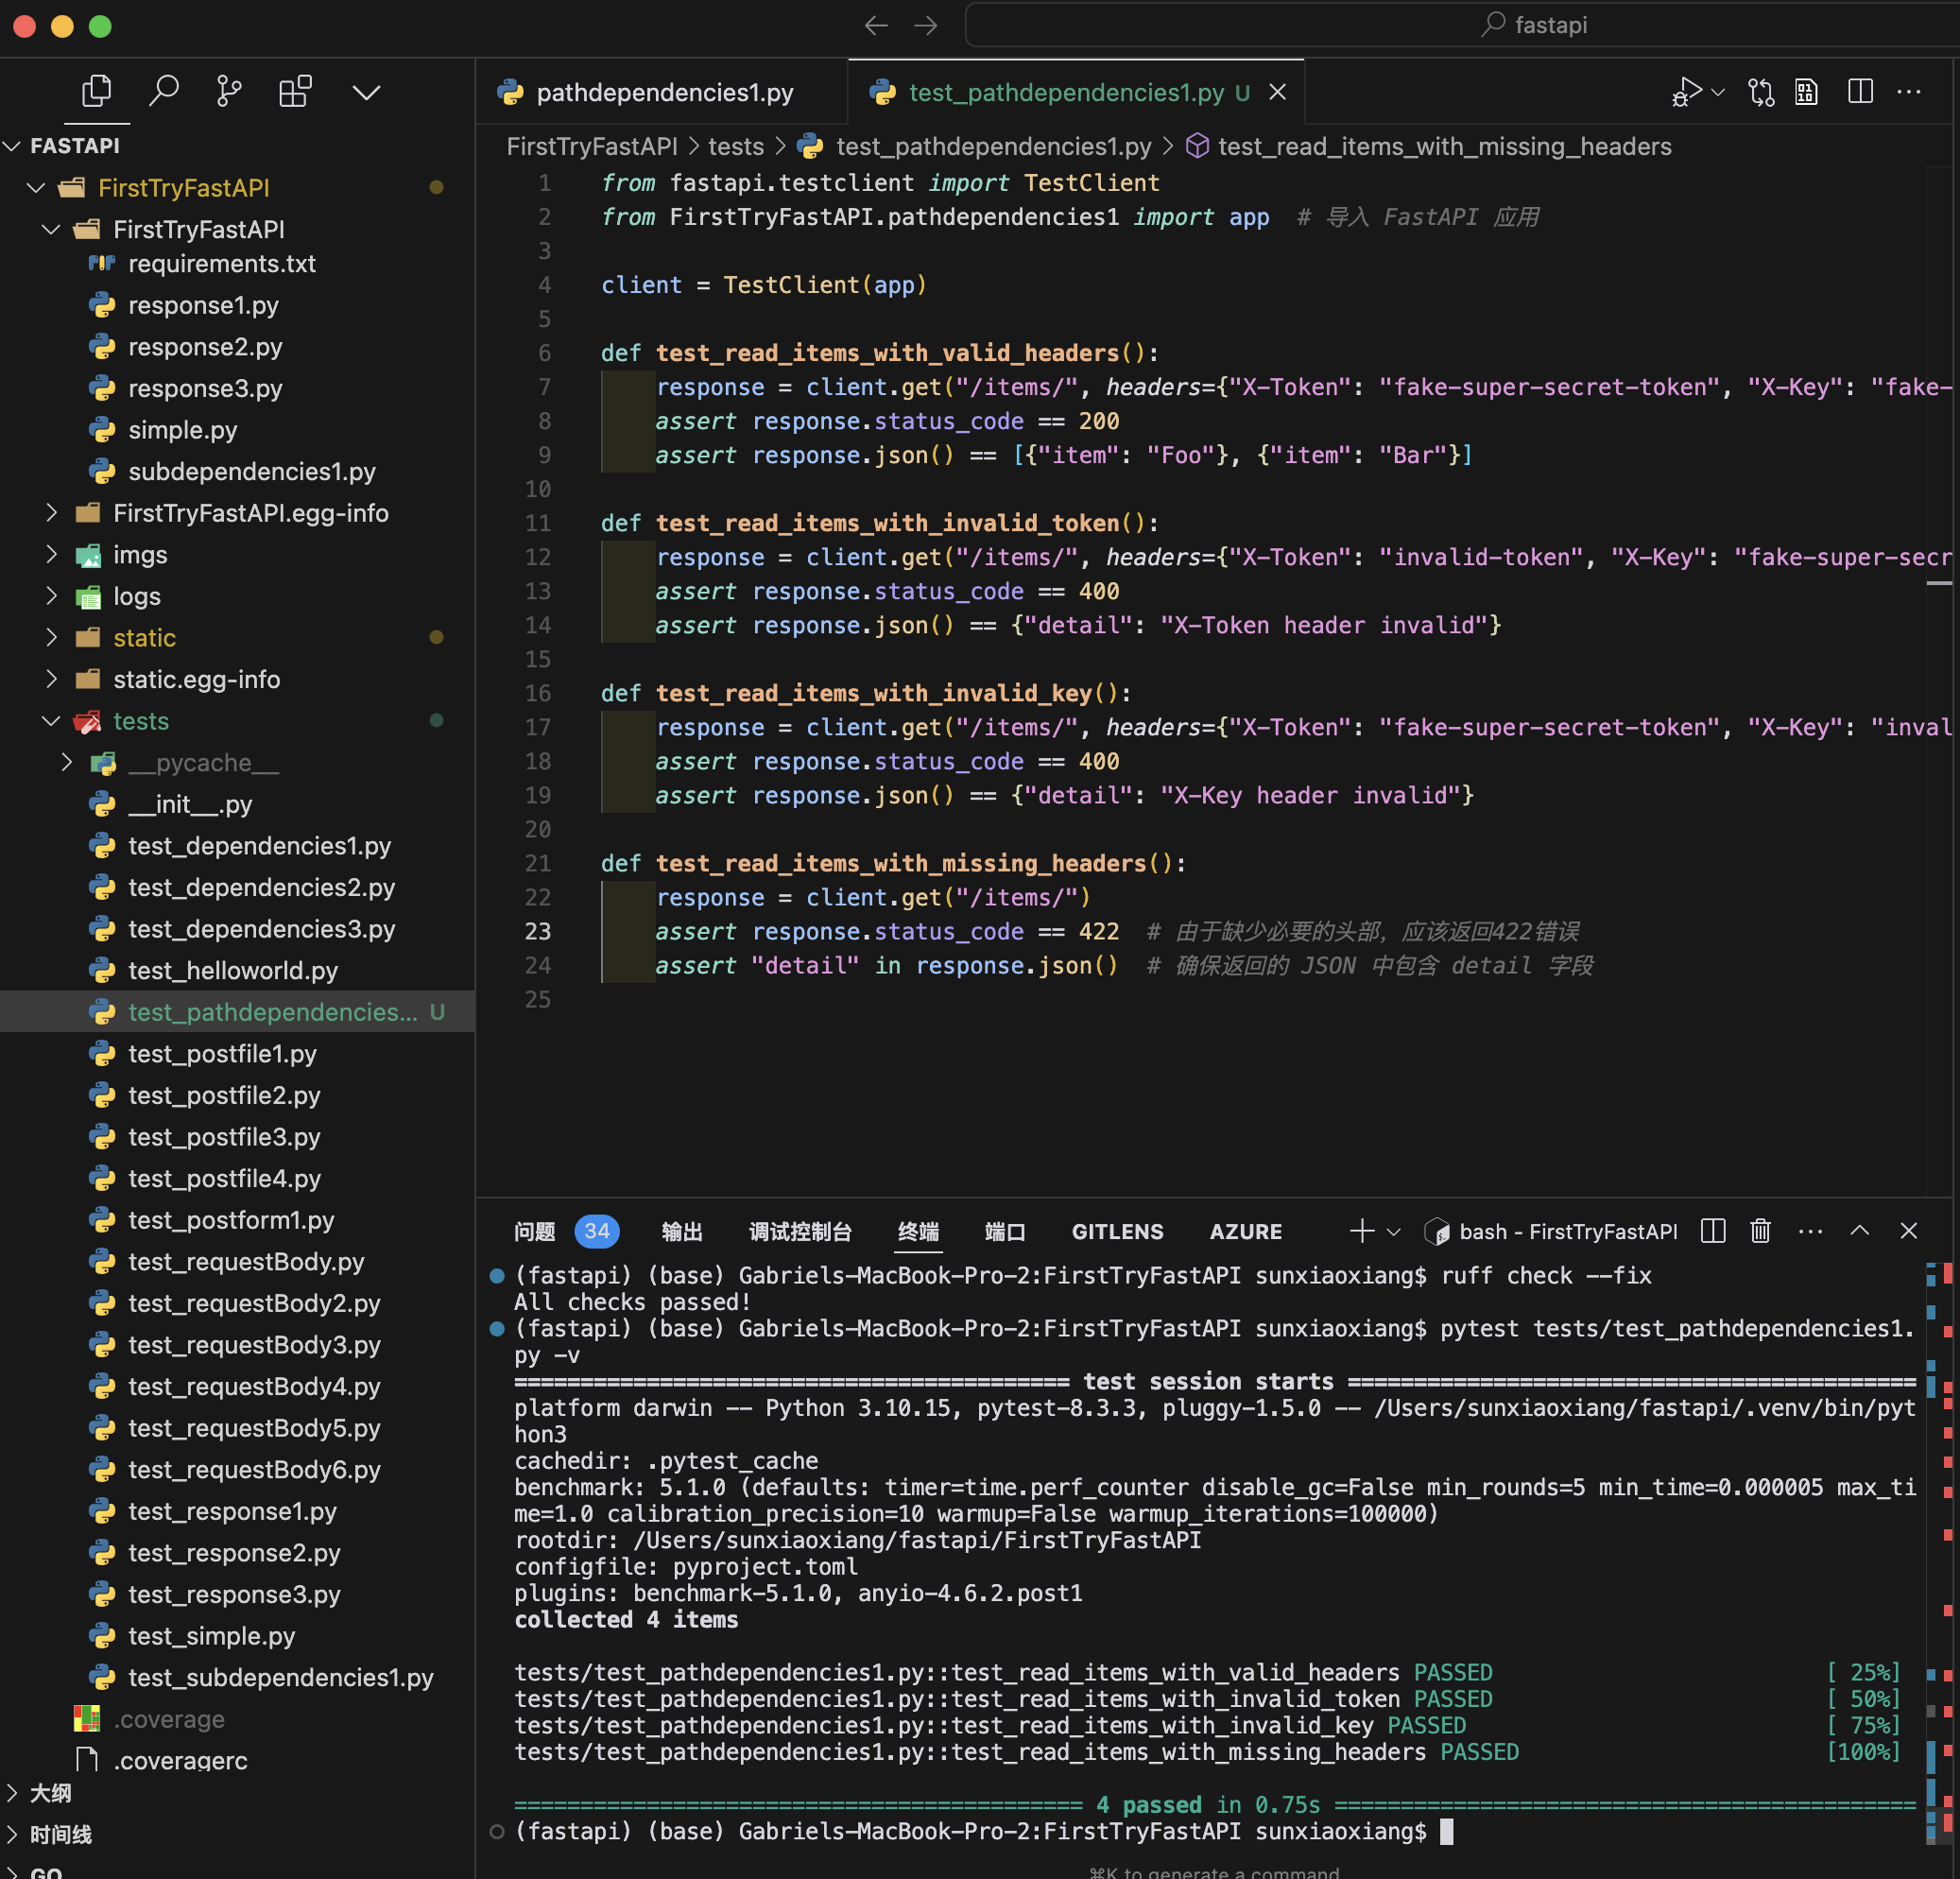 fastapi
FASTAPI
FirstTryFastAPI
FirstTryFastAPI
requirements.txt
response1.py
response2.py
response3.py
simple.py
subdependencies1.py
FirstTryFastAPI.egg-info
imgs
logs
static
static.egg-info
tests
__pycache__
__init__.py
test_dependencies1.py
test_dependencies2.py
test_dependencies3.py
test_helloworld.py
test_pathdependencies... U
test_postfile1.py
test_postfile2.py
test_postfile3.py
test_postfile4.py
test_postform1.py
test_requestBody.py
test_requestBody2.py
test_requestBody3.py
test_requestBody4.py
test_requestBody5.py
test_requestBody6.py
test_response1.py
test_response2.py
test_response3.py
test_simple.py
test_subdependencies1.py
.coverage
.coveragerc
大纲
时间线
GO
pathdependencies1.py
test_pathdependencies1.py U
FirstTryFastAPI > tests > test_pathdependencies1.py > test_read_items_with_missing_headers
1 from fastapi.testclient import TestClient
2 from FirstTryFastAPI.pathdependencies1 import app # 导入 FastAPI 应用
3
4 client = TestClient(app)
5
6 def test_read_items_with_valid_headers():
7 response = client.get("/items/", headers={"X-Token": "fake-super-secret-token", "X-Key": "fake-
8 assert response.status_code == 200
9 assert response.json() == [{"item": "Foo"}, {"item": "Bar"}]
10
11 def test_read_items_with_invalid_token():
12 response = client.get("/items/", headers={"X-Token": "invalid-token", "X-Key": "fake-super-secr
13 assert response.status_code == 400
14 assert response.json() == {"detail": "X-Token header invalid"}
15
16 def test_read_items_with_invalid_key():
17 response = client.get("/items/", headers={"X-Token": "fake-super-secret-token", "X-Key": "inval
18 assert response.status_code == 400
19 assert response.json() == {"detail": "X-Key header invalid"}
20
21 def test_read_items_with_missing_headers():
22 response = client.get("/items/")
23 assert response.status_code == 422 # 由于缺少必要的头部，应该返回422错误
24 assert "detail" in response.json() # 确保返回的 JSON 中包含 detail 字段
25
问题 34 输出 调试控制台 终端 端口 GITLENS AZURE bash - FirstTryFastAPI
(fastapi) (base) Gabriels-MacBook-Pro-2:FirstTryFastAPI sunxiaoxiang$ ruff check --fix
All checks passed!
(fastapi) (base) Gabriels-MacBook-Pro-2:FirstTryFastAPI sunxiaoxiang$ pytest tests/test_pathdependencies1.
py -v
========================================== test session starts ===========================================
platform darwin -- Python 3.10.15, pytest-8.3.3, pluggy-1.5.0 -- /Users/sunxiaoxiang/fastapi/.venv/bin/pyt
hon3
cachedir: .pytest_cache
benchmark: 5.1.0 (defaults: timer=time.perf_counter disable_gc=False min_rounds=5 min_time=0.000005 max_ti
me=1.0 calibration_precision=10 warmup=False warmup_iterations=100000)
rootdir: /Users/sunxiaoxiang/fastapi/FirstTryFastAPI
configfile: pyproject.toml
plugins: benchmark-5.1.0, anyio-4.6.2.post1
collected 4 items
tests/test_pathdependencies1.py::test_read_items_with_valid_headers PASSED [ 25%]
tests/test_pathdependencies1.py::test_read_items_with_invalid_token PASSED [ 50%]
tests/test_pathdependencies1.py::test_read_items_with_invalid_key PASSED [ 75%]
tests/test_pathdependencies1.py::test_read_items_with_missing_headers PASSED [100%]
=========================================== 4 passed in 0.75s ============================================
(fastapi) (base) Gabriels-MacBook-Pro-2:FirstTryFastAPI sunxiaoxiang$
⌘K to generate a command